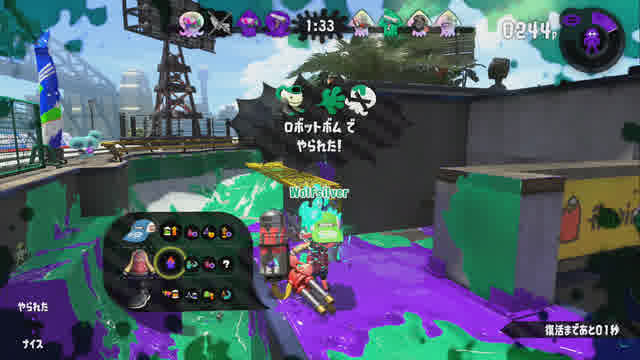 1:33
0244p
ロボットボム で
やられた!
Wolfsilver
?
やられた
ナイス
復活まであと01秒